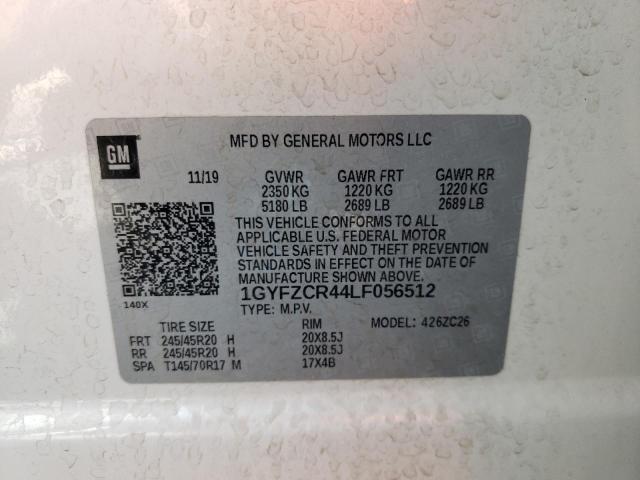 GM
MFD BY GENERAL MOTORS LLC
11/19 GVWR GAWR FRT GAWR RR
2350 KG 1220 KG 1220 KG
5180 LB 2689 LB 2689 LB
THIS VEHICLE CONFORMS TO ALL
APPLICABLE U.S. FEDERAL MOTOR
VEHICLE SAFETY AND THEFT PREVENTION
STANDARDS IN EFFECT ON THE DATE OF
MANUFACTURE SHOWN ABOVE.
140X 1GYFZCR44LF056512
TYPE: M.P.V.
TIRE SIZE RIM MODEL: 426ZC26
FRT 245/45R20 H 20X8.5J
RR 245/45R20 H 20X8.5J
SPA T145/70R17 M 17X4B